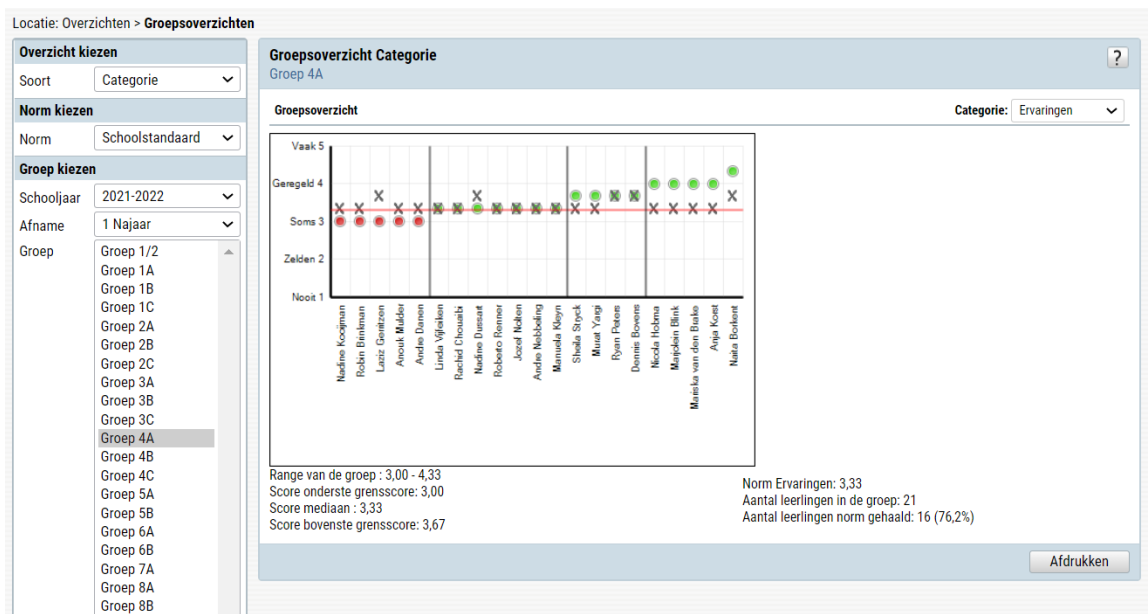 Locatie: Overzichten > Groepsoverzichten
Overzicht kiezen
Soort Categorie
Norm kiezen
Norm Schoolstandaard
Groep kiezen
Schooljaar 2021-2022
Afname 1 Najaar
Groep Groep 1/2
Groep 1A
Groep 1B
Groep 1C
Groep 2A
Groep 2B
Groep 2C
Groep 3A
Groep 3B
Groep 3C
Groep 4A
Groep 4B
Groep 4C
Groep 5A
Groep 5B
Groep 6A
Groep 6B
Groep 7A
Groep 8A
Groep 8B
Groepsoverzicht Categorie
?
Groep 4A
Groepsoverzicht
Categorie: Ervaringen
Vaak 5
Geregeld 4
Soms 3
Zelden 2
Nooit 1
Nadine Kooijman
Robin Brinkman
Laziz Gerritzen
Anouk Mulder
Andre Danen
Linda Vijfeiken
Rachid Chouaibi
Nadine Dussart
Roberto Renner
Jozef Nolten
Andre Nebbeling
Manuela Kleyn
Sheila Stryck
Murat Yargi
Ryan Peters
Dennis Bovens
Nicola Hobma
Marjolein Blink
Mariska van den Brake
Anja Korst
Naita Borkent
Range van de groep : 3,00 - 4,33
Score onderste grensscore: 3,00
Score mediaan : 3,33
Score bovenste grensscore: 3,67
Norm Ervaringen: 3,33
Aantal leerlingen in de groep: 21
Aantal leerlingen norm gehaald: 16 (76,2%)
Afdrukken